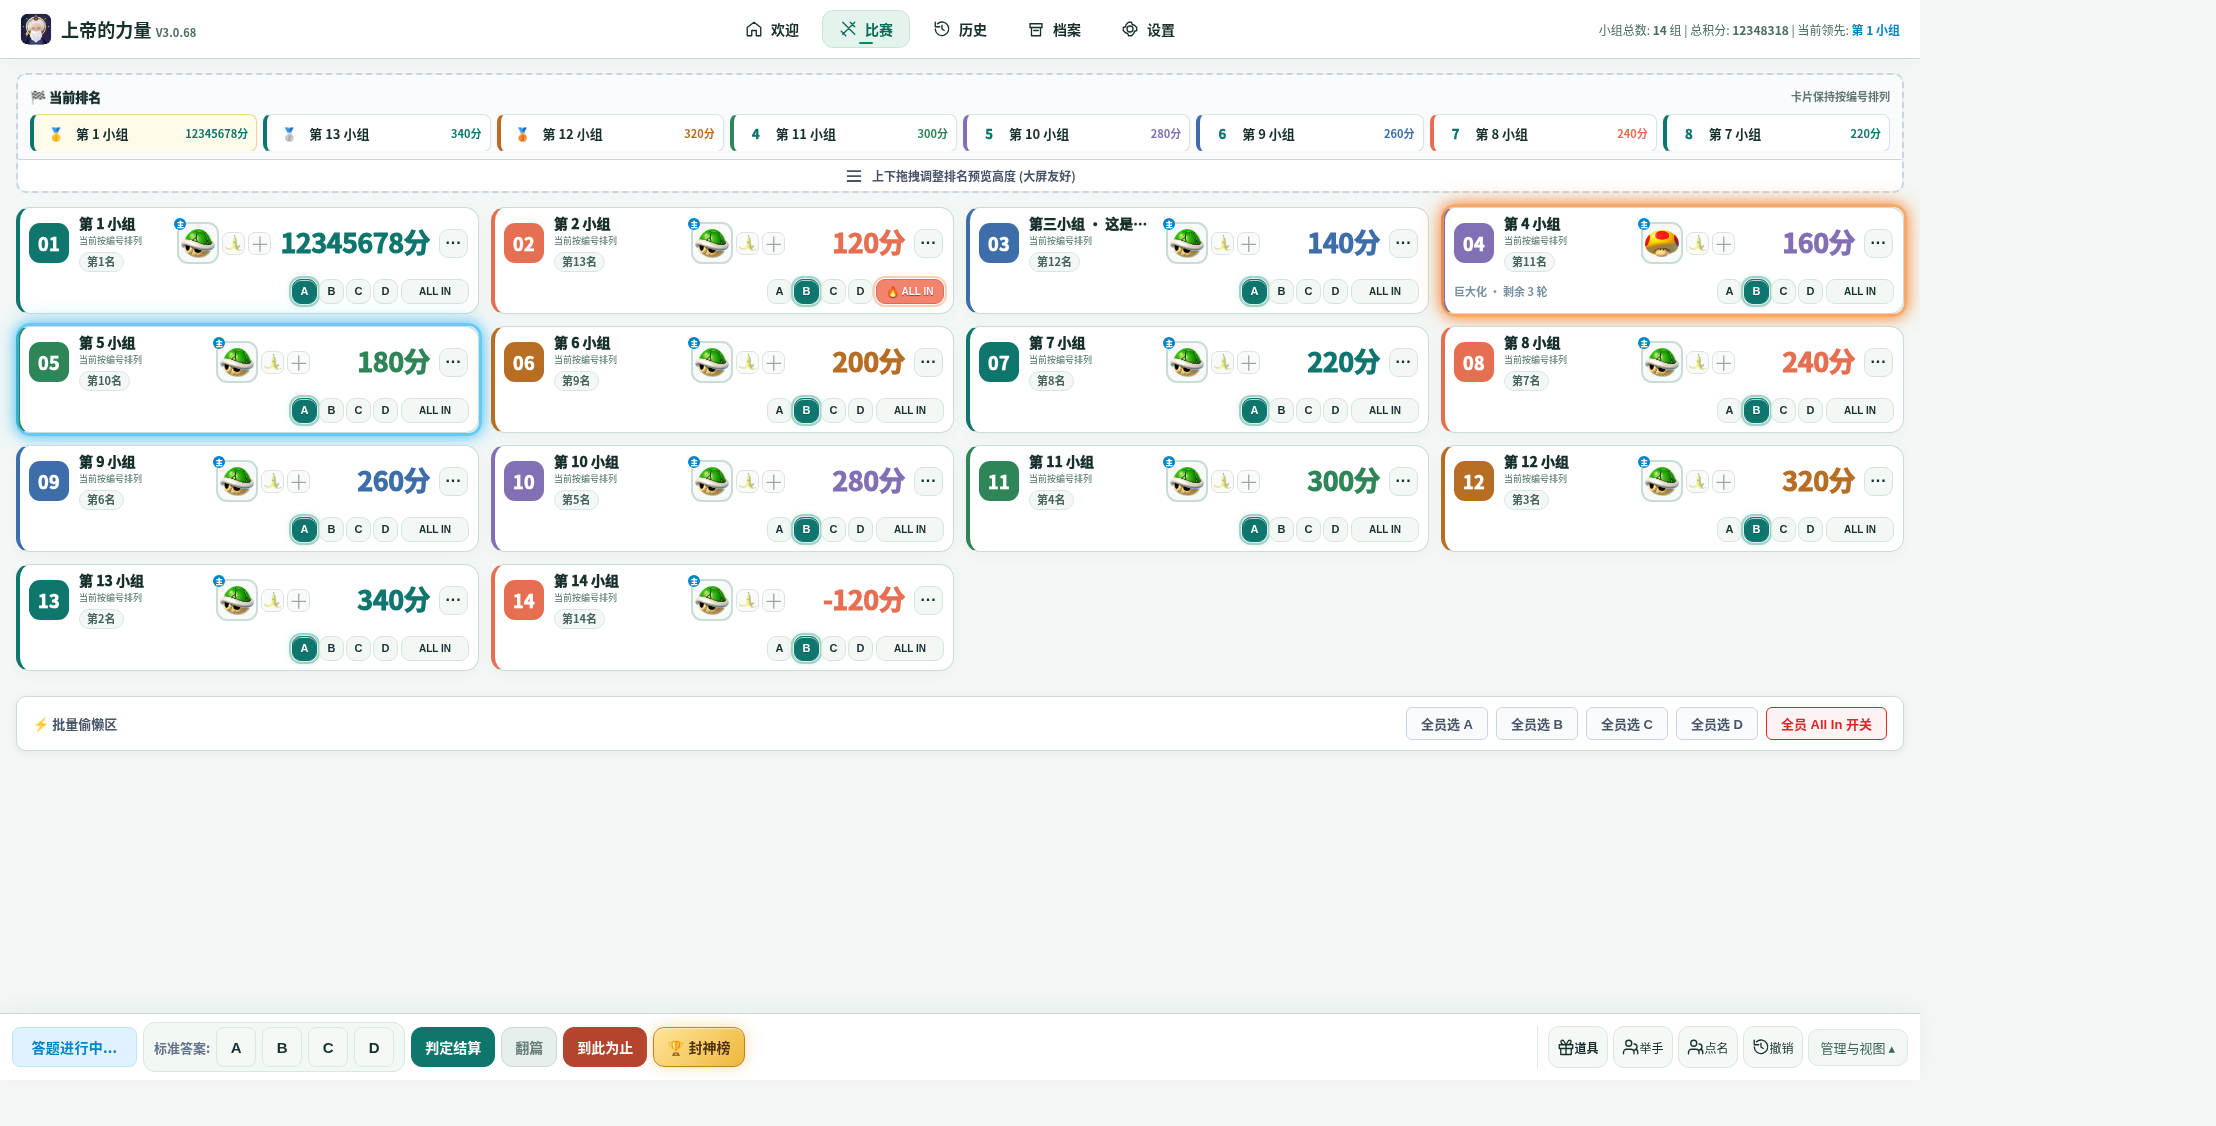 上帝的力量 V3.0.68
欢迎 比赛 历史 档案 设置
小组总数: 14 组 | 总积分: 12348318 | 当前领先: 第 1 小组
当前排名
卡片保持按编号排列
第 1 小组 12345678分
第 13 小组 340分
第 12 小组 320分
4 第 11 小组 300分
5 第 10 小组 280分
6 第 9 小组 260分
7 第 8 小组 240分
8 第 7 小组 220分
上下拖拽调整排名预览高度 (大屏友好)
01 第 1 小组 当前按编号排列 第1名 主 12345678分 ···
A B C D ALL IN
02 第 2 小组 当前按编号排列 第13名 主 120分 ···
A B C D ALL IN
03 第三小组 · 这是··· 当前按编号排列 第12名 主 140分 ···
A B C D ALL IN
04 第 4 小组 当前按编号排列 第11名 主 160分 ···
巨大化 · 剩余 3 轮 A B C D ALL IN
05 第 5 小组 当前按编号排列 第10名 主 180分 ···
A B C D ALL IN
06 第 6 小组 当前按编号排列 第9名 主 200分 ···
A B C D ALL IN
07 第 7 小组 当前按编号排列 第8名 主 220分 ···
A B C D ALL IN
08 第 8 小组 当前按编号排列 第7名 主 240分 ···
A B C D ALL IN
09 第 9 小组 当前按编号排列 第6名 主 260分 ···
A B C D ALL IN
10 第 10 小组 当前按编号排列 第5名 主 280分 ···
A B C D ALL IN
11 第 11 小组 当前按编号排列 第4名 主 300分 ···
A B C D ALL IN
12 第 12 小组 当前按编号排列 第3名 主 320分 ···
A B C D ALL IN
13 第 13 小组 当前按编号排列 第2名 主 340分 ···
A B C D ALL IN
14 第 14 小组 当前按编号排列 第14名 主 -120分 ···
A B C D ALL IN
批量偷懒区
全员选 A 全员选 B 全员选 C 全员选 D 全员 All In 开关
答题进行中... 标准答案: A B C D 判定结算 翻篇 到此为止 封神榜
道具 举手 点名 撤销 管理与视图 ▴